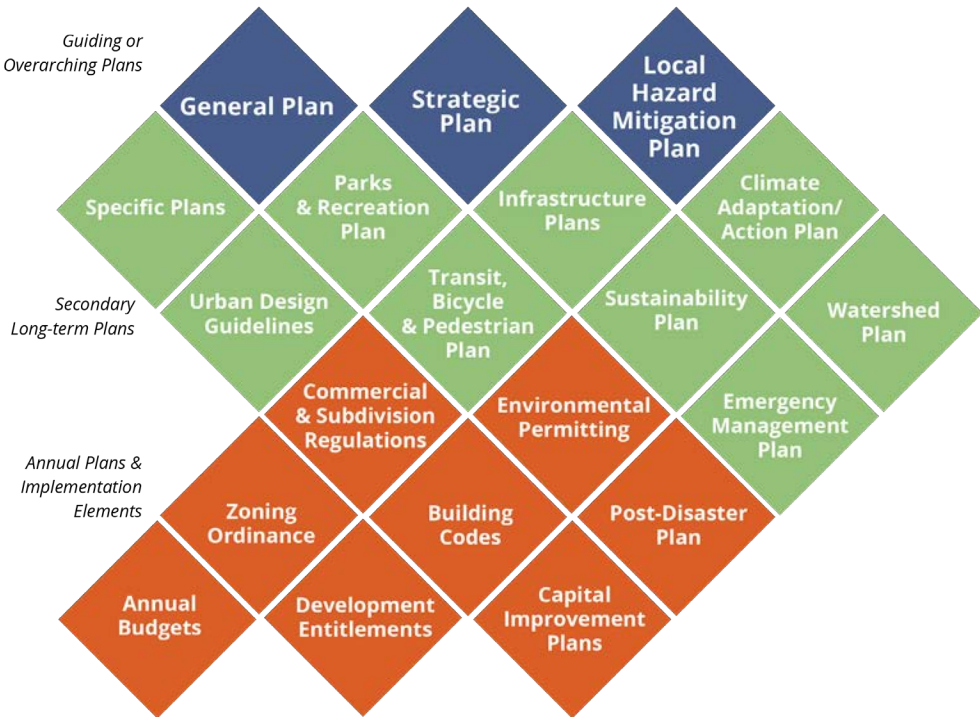 Guiding or
Overarching Plans
General Plan
Strategic
Plan
Local
Hazard
Mitigation
Plan
Specific Plans
Parks
& Recreation
Plan
Infrastructure
Plans
Climate
Adaptation/
Action Plan
Secondary
Long-term Plans
Urban Design
Guidelines
Transit,
Bicycle
& Pedestrian
Plan
Sustainability
Plan
Watershed
Plan
Commercial
& Subdivision
Regulations
Environmental
Permitting
Emergency
Management
Plan
Annual Plans &
Implementation
Elements
Zoning
Ordinance
Building
Codes
Post-Disaster
Plan
Annual
Budgets
Development
Entitlements
Capital
Improvement
Plans